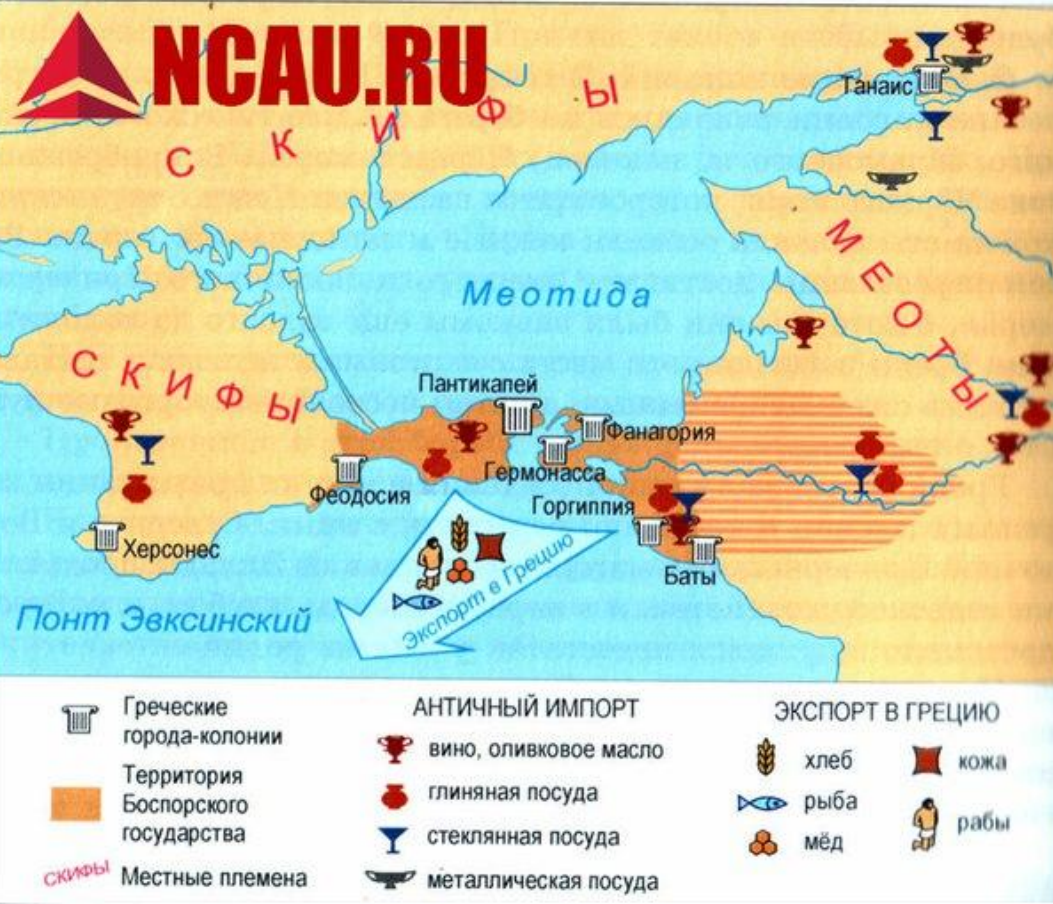 NCAU.RU
СКИФЫ
Танаис
МЕОТЫ
Меотида
СКИФЫ
Пантикапей
Фанагория
Гермонасса
Феодосия
Горгиппия
Херсонес
Баты
Экспорт в Грецию
Понт Эвксинский
Греческие
города-колонии
Территория
Боспорского
государства
СКИФЫ
Местные племена
АНТИЧНЫЙ ИМПОРТ
вино, оливковое масло
глиняная посуда
стеклянная посуда
металлическая посуда
ЭКСПОРТ В ГРЕЦИЮ
хлеб
рыба
мёд
кожа
рабы